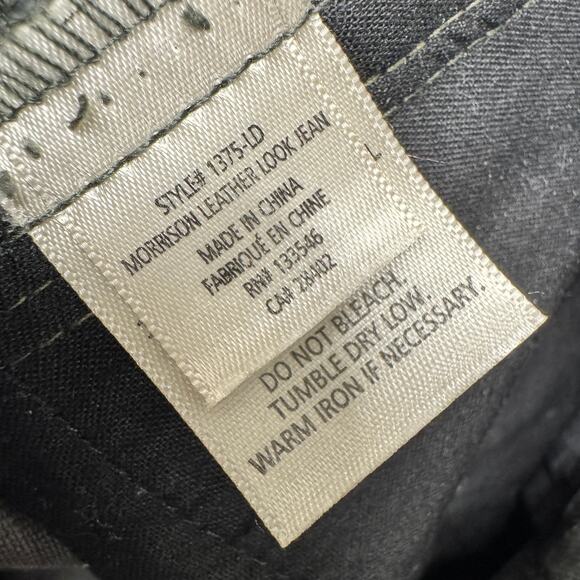 STYLE# 1375-LD
MORRISON LEATHER LOOK JEAN
MADE IN CHINA
FABRIQUÉ EN CHINE
RN# 133546
CA# 28402
L
DO NOT BLEACH.
TUMBLE DRY LOW.
WARM IRON IF NECESSARY.